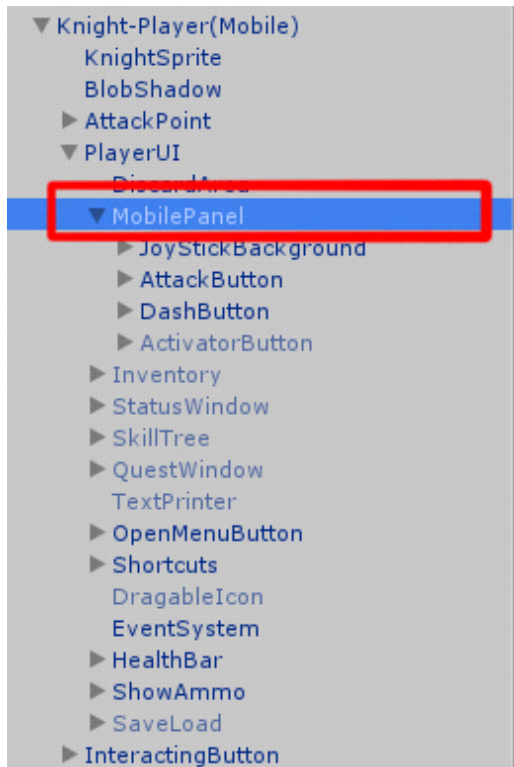 Knight-Player(Mobile)
KnightSprite
BlobShadow
AttackPoint
PlayerUI
DiscardArea
MobilePanel
JoyStickBackground
AttackButton
DashButton
ActivatorButton
Inventory
StatusWindow
SkillTree
QuestWindow
TextPrinter
OpenMenuButton
Shortcuts
DragableIcon
EventSystem
HealthBar
ShowAmmo
SaveLoad
InteractingButton